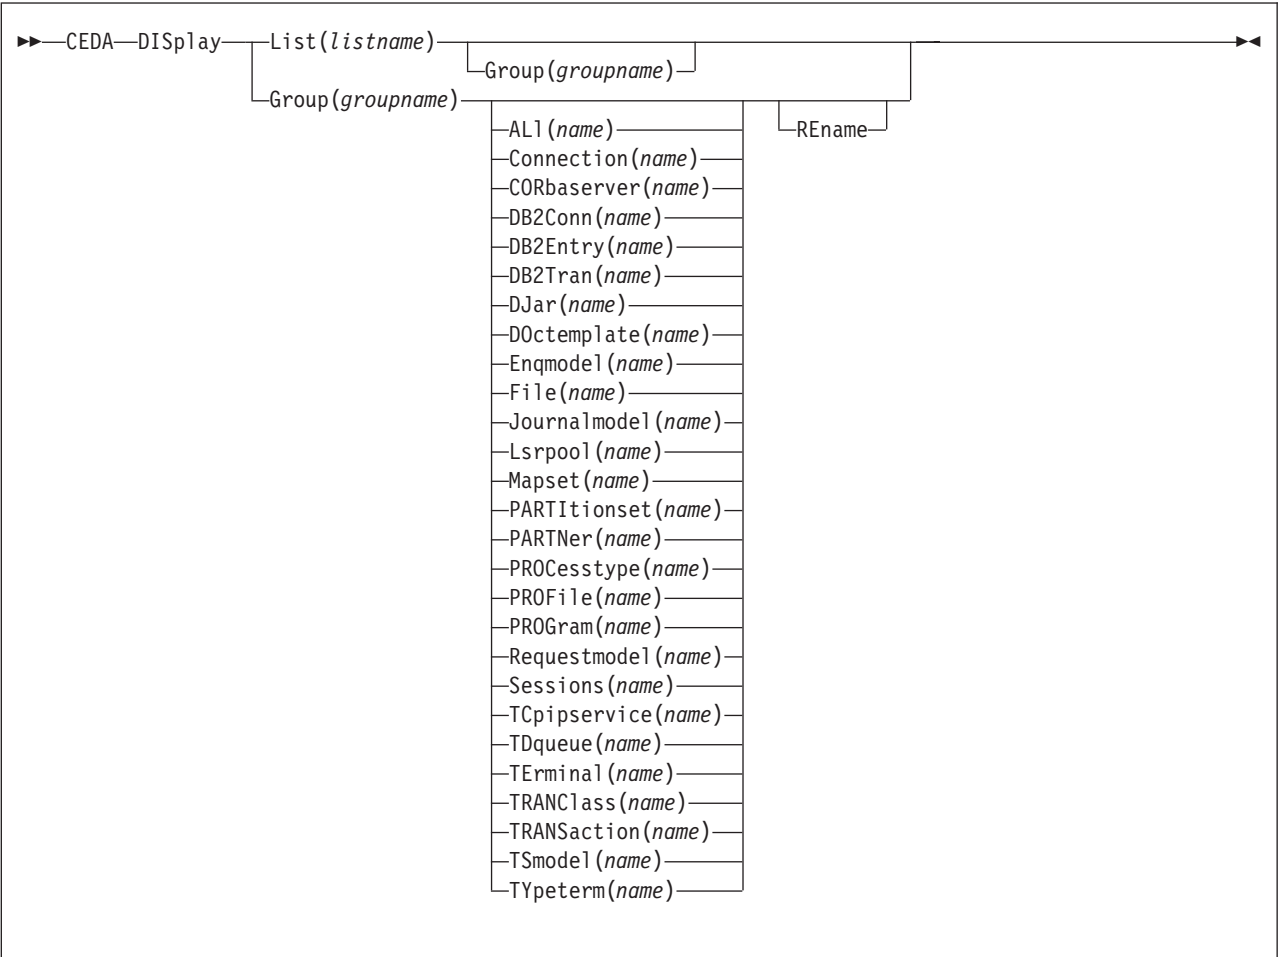 CEDA DISplay List(listname)
Group(groupname)
Group(groupname)
ALl(name) REname
Connection(name)
CORbaserver(name)
DB2Conn(name)
DB2Entry(name)
DB2Tran(name)
DJar(name)
DOctemplate(name)
Enqmodel(name)
File(name)
Journalmodel(name)
Lsrpool(name)
Mapset(name)
PARTItionset(name)
PARTNer(name)
PROCesstype(name)
PROFile(name)
PROGram(name)
Requestmodel(name)
Sessions(name)
TCpipservice(name)
TDqueue(name)
TErminal(name)
TRANClass(name)
TRANSaction(name)
TSmodel(name)
TYpeterm(name)